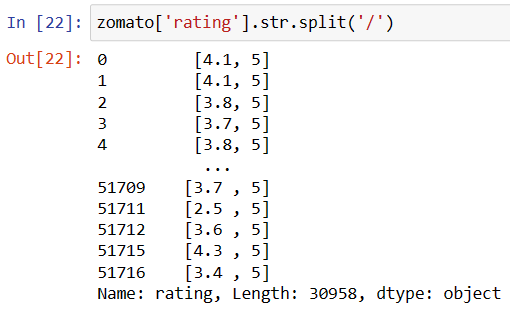 In [22]: zomato['rating'].str.split('/')
Out[22]: 0        [4.1, 5]
1        [4.1, 5]
2        [3.8, 5]
3        [3.7, 5]
4        [3.8, 5]
...
51709    [3.7 , 5]
51711    [2.5 , 5]
51712    [3.6 , 5]
51715    [4.3 , 5]
51716    [3.4 , 5]
Name: rating, Length: 30958, dtype: object